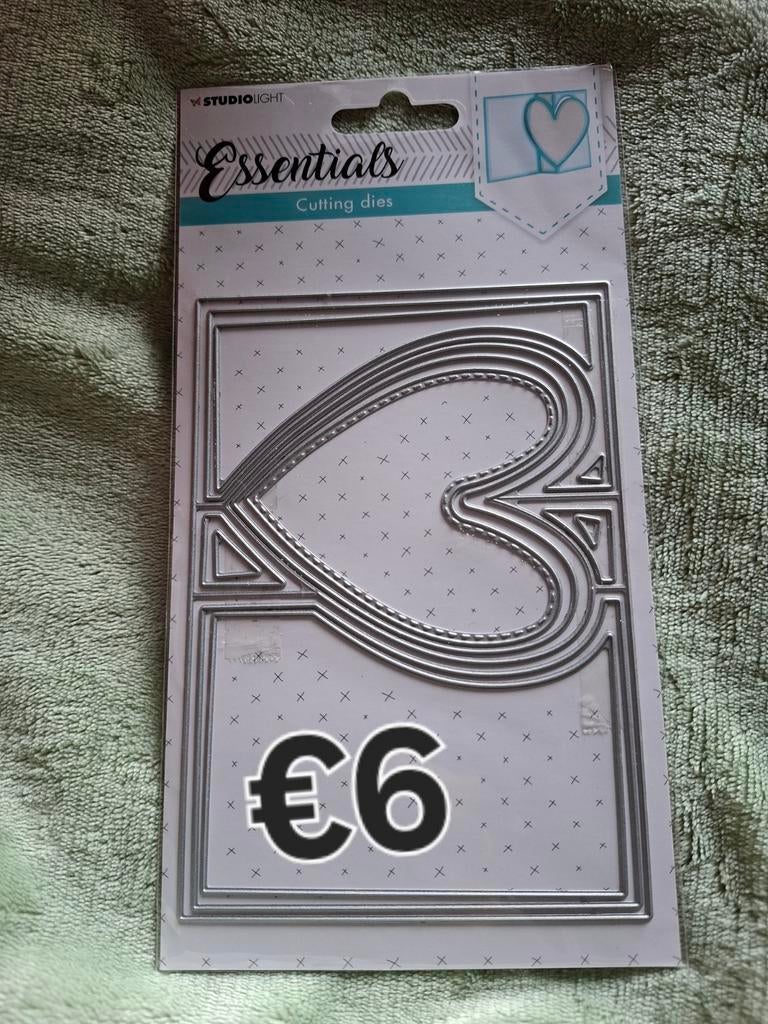 STUDIOLIGHT
Essentials
Cutting dies
€6